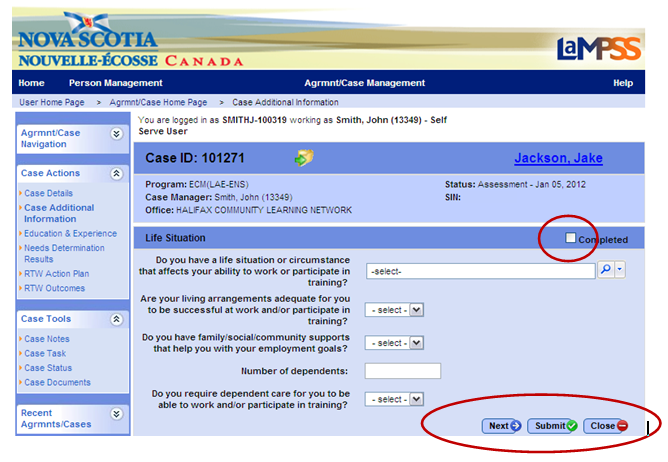 NOVA SCOTIA
NOUVELLE-ÉCOSSE CANADA
LaMPSS
Home Person Management Agrmnt/Case Management Help
User Home Page > Agrmnt/Case Home Page > Case Additional Information
You are logged in as SMITHJ-100319 working as Smith, John (13349) - Self
Serve User
Agrmnt/Case
Navigation
Case Actions
Case Details
Case Additional
Information
Education & Experience
Needs Determination
Results
RTW Action Plan
RTW Outcomes
Case Tools
Case Notes
Case Task
Case Status
Case Documents
Recent
Agrmnts/Cases
Case ID: 101271 Jackson, Jake
Program: ECM(LAE-ENS) Status: Assessment - Jan 05, 2012
Case Manager: Smith, John (13349) SIN:
Office: HALIFAX COMMUNITY LEARNING NETWORK
Life Situation Completed
Do you have a life situation or circumstance
that affects your ability to work or participate in
training?
-select-
Are your living arrangements adequate for you
to be successful at work and/or participate in
training?
- select -
Do you have family/social/community supports
that help you with your employment goals?
- select -
Number of dependents:
Do you require dependent care for you to be
able to work and/or participate in training?
- select -
Next Submit Close